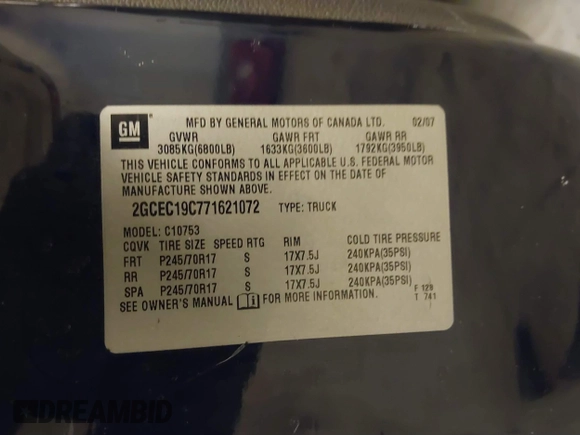 GM
MFD BY GENERAL MOTORS OF CANADA LTD. 02/07
GVWR GAWR FRT GAWR RR
3085KG(6800LB) 1633KG(3600LB) 1792KG(3950LB)
THIS VEHICLE CONFORMS TO ALL APPLICABLE U.S. FEDERAL MOTOR
VEHICLE SAFETY STANDARDS IN EFFECT ON THE DATE OF
MANUFACTURE SHOWN ABOVE.
2GCEC19C771621072 TYPE: TRUCK
MODEL: C10753
CQVK TIRE SIZE SPEED RTG RIM COLD TIRE PRESSURE
FRT P245/70R17 S 17X7.5J 240KPA(35PSI)
RR P245/70R17 S 17X7.5J 240KPA(35PSI)
SPA P245/70R17 S 17X7.5J 240KPA(35PSI)
SEE OWNER'S MANUAL FOR MORE INFORMATION.
F 129
T 741
DREAMBID